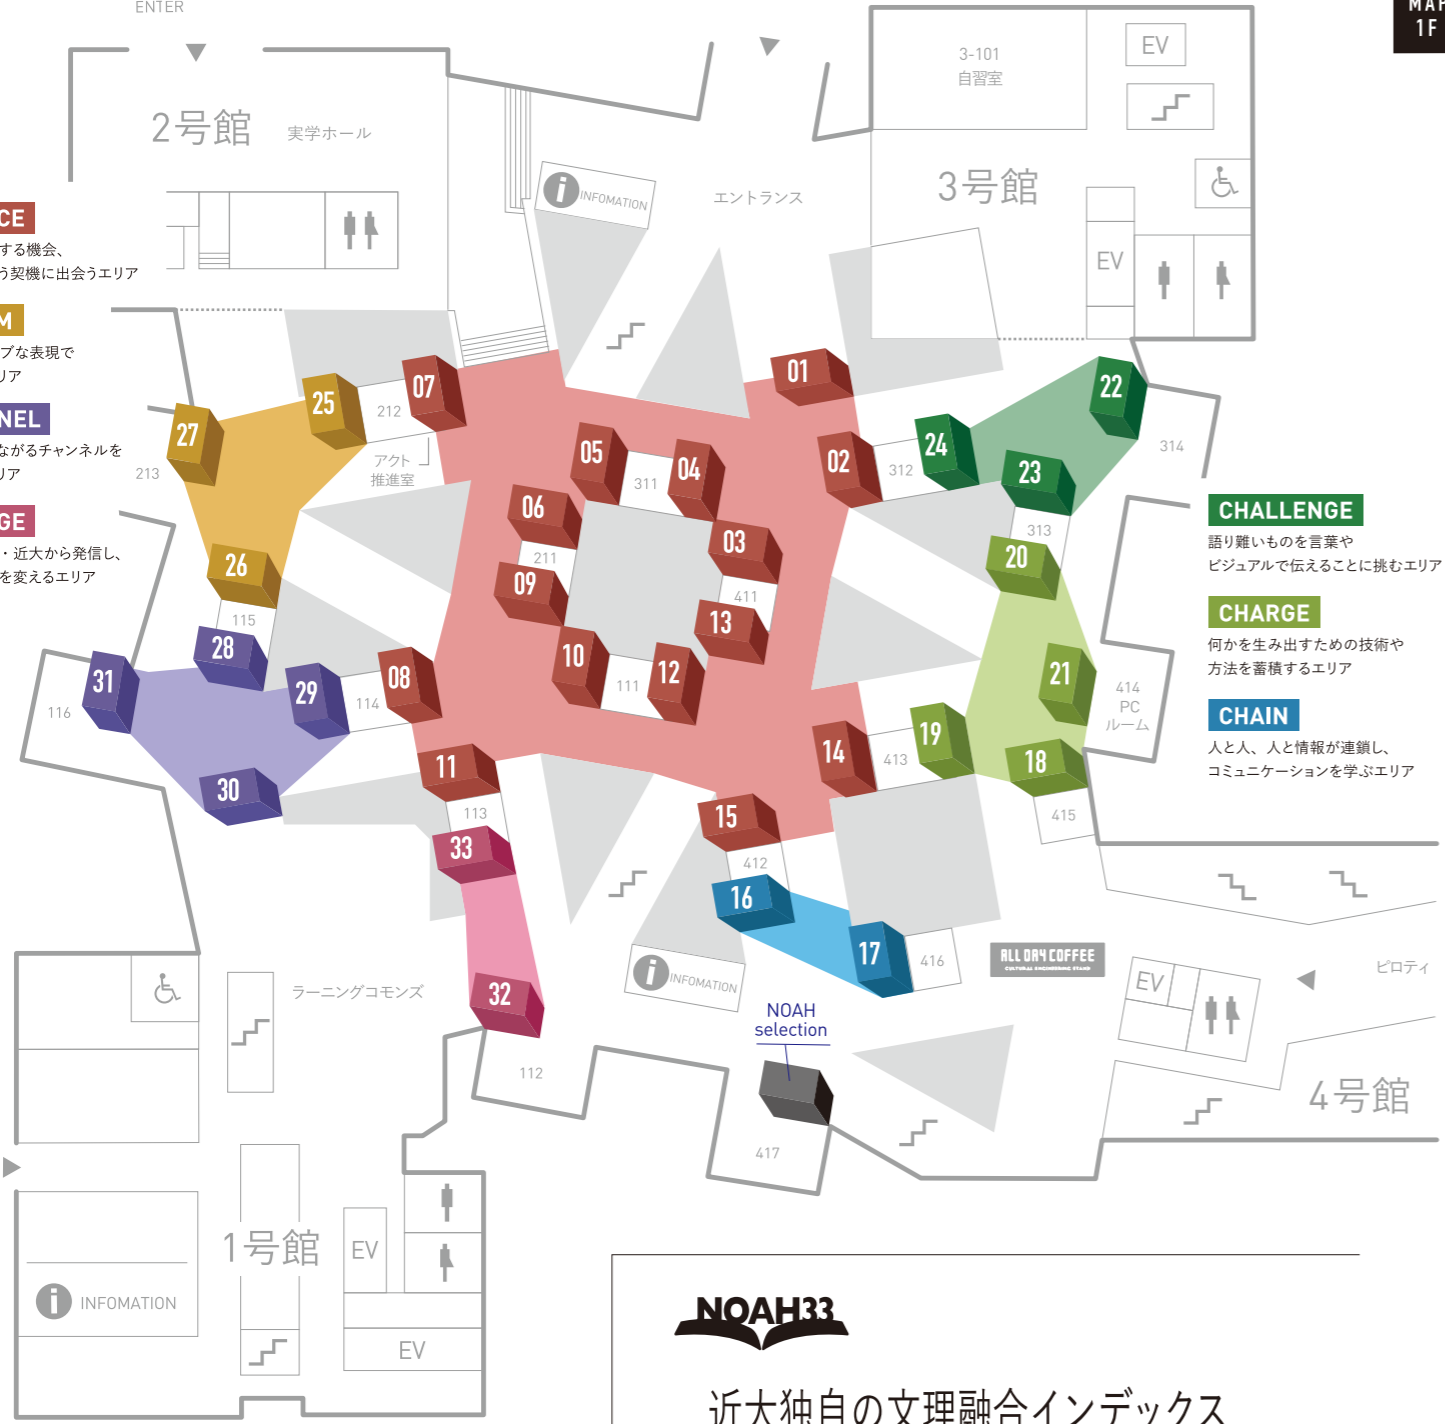 ENTER
MAP
1F
2号館
実学ホール
INFOMATION
エントランス
3-101
自習室
EV
3号館
EV
CE
する機会、
う契機に出会うエリア
M
ブな表現で
リア
NEL
ながるチャンネルを
リア
GE
・近大から発信し、
を変えるエリア
07
25
212
27
213
アクト
推進室
26
115
28
31
116
29
114
08
30
05
04
311
06
211
09
03
411
13
10
111
12
01
02
312
24
22
314
23
313
20
21
414
PC
ルーム
19
413
14
18
415
CHALLENGE
語り難いものを言葉や
ビジュアルで伝えることに挑むエリア
CHARGE
何かを生み出すための技術や
方法を蓄積するエリア
CHAIN
人と人、人と情報が連鎖し、
コミュニケーションを学ぶエリア
11
113
33
32
112
15
412
16
17
416
ALL DAY COFFEE
CULTURAL ENGINEERING STAND
INFOMATION
NOAH
selection
417
EV
ピロティ
4号館
ラーニングコモンズ
1号館
EV
INFOMATION
EV
NOAH33
近大独自の文理融合インデックス